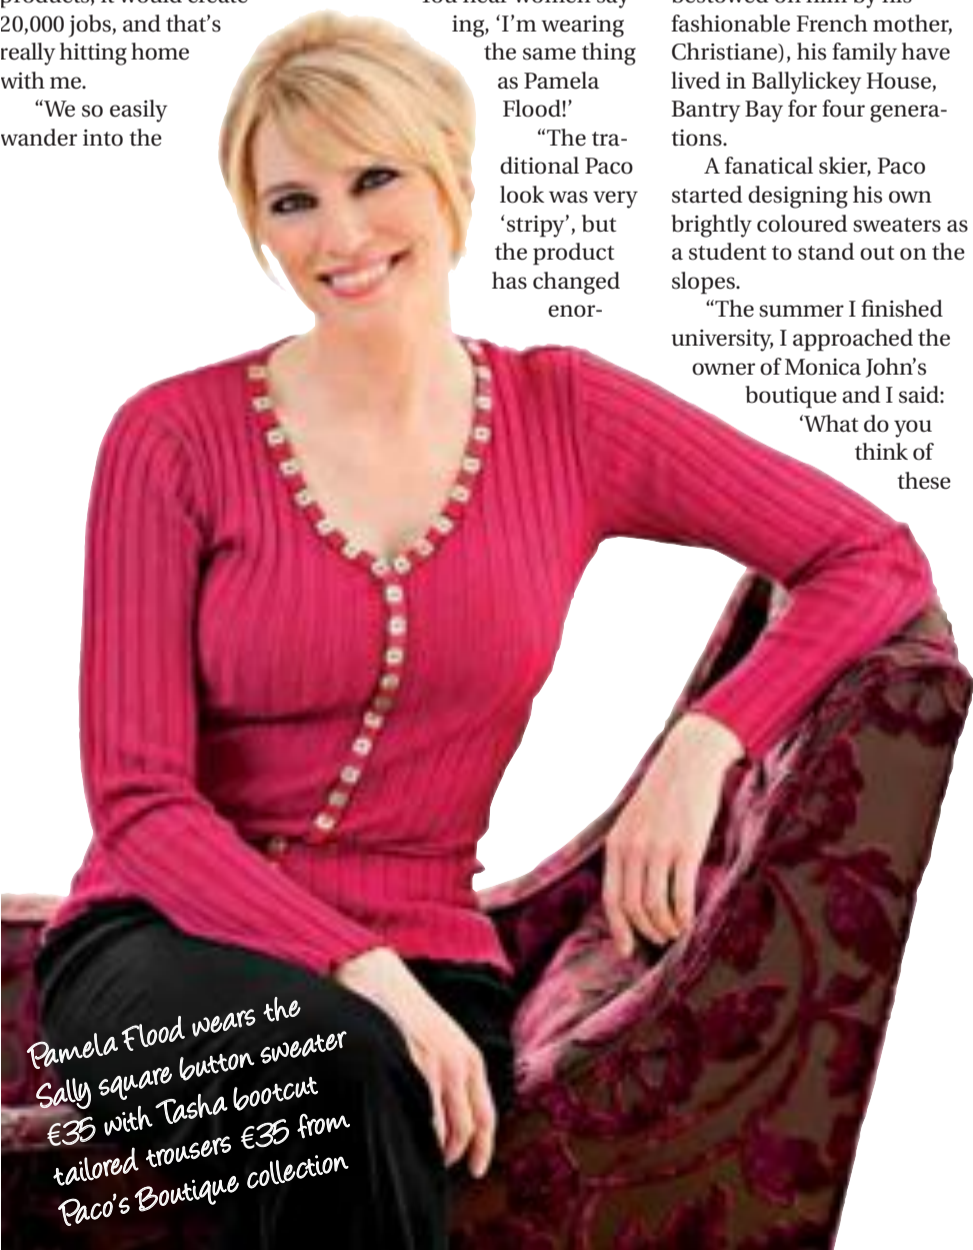 20,000 jobs, and that’s
really hitting home
with me.
“We so easily
wander into the
ing, ‘I’m wearing
the same thing
as Pamela
Flood!’
“The tra-
ditional Paco
look was very
‘stripy’, but
the product
has changed
enor-
fashionable French mother,
Christiane), his family have
lived in Ballylickey House,
Bantry Bay for four genera-
tions.
A fanatical skier, Paco
started designing his own
brightly coloured sweaters as
a student to stand out on the
slopes.
“The summer I finished
university, I approached the
owner of Monica John’s
boutique and I said:
‘What do you
think of
these
Pamela Flood wears the
Sally square button sweater
€35 with Tasha bootcut
tailored trousers €35 from
Paco’s Boutique collection